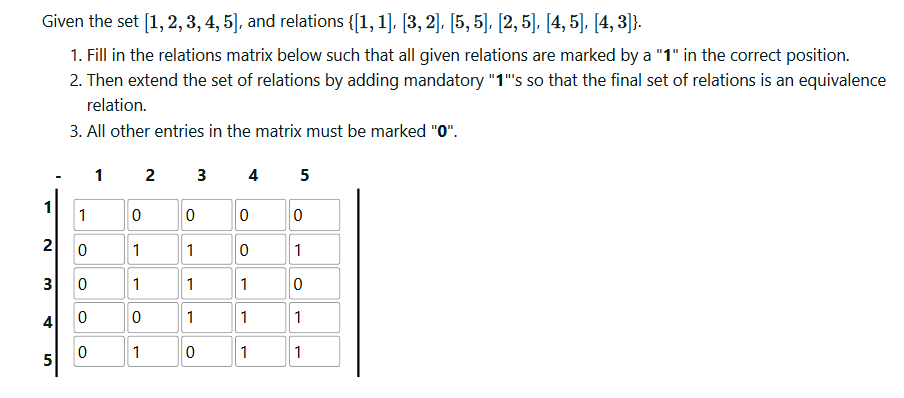 Given the set [1, 2, 3, 4, 5], and relations {[1, 1], [3, 2], [5, 5], [2, 5], [4, 5], [4, 3]}.
1. Fill in the relations matrix below such that all given relations are marked by a "1" in the correct position.
2. Then extend the set of relations by adding mandatory "1"'s so that the final set of relations is an equivalence
relation.
3. All other entries in the matrix must be marked "0".
- 1 2 3 4 5
1 1 0 0 0 0
2 0 1 1 0 1
3 0 1 1 1 0
4 0 0 1 1 1
5 0 1 0 1 1